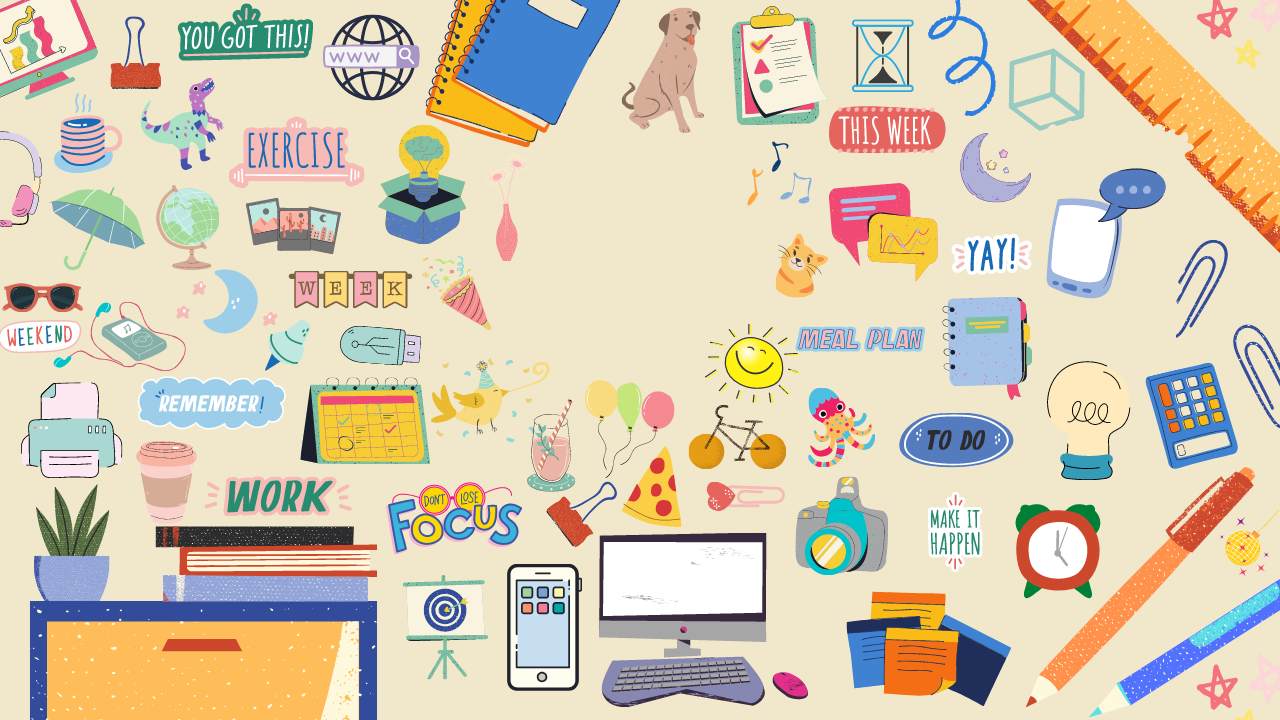 YOU GOT THIS!
WWW
EXERCISE
THIS WEEK
YAY!
WEEK
WEEKEND
MEAL PLAN
REMEMBER!
TO DO
WORK
DON'T LOSE
FOCUS
MAKE IT
HAPPEN